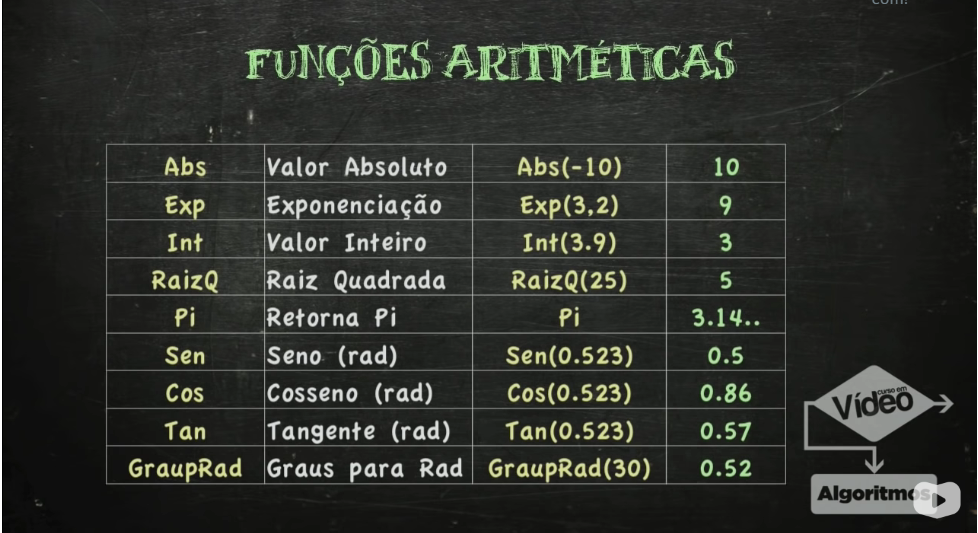 com!
FUNÇÕES ARITMÉTICAS
Abs Valor Absoluto Abs(-10) 10
Exp Exponenciação Exp(3,2) 9
Int Valor Inteiro Int(3.9) 3
RaizQ Raiz Quadrada RaizQ(25) 5
Pi Retorna Pi Pi 3.14..
Sen Seno (rad) Sen(0.523) 0.5
Cos Cosseno (rad) Cos(0.523) 0.86
Tan Tangente (rad) Tan(0.523) 0.57
GraupRad Graus para Rad GraupRad(30) 0.52
curso em
Vídeo
Algoritmos